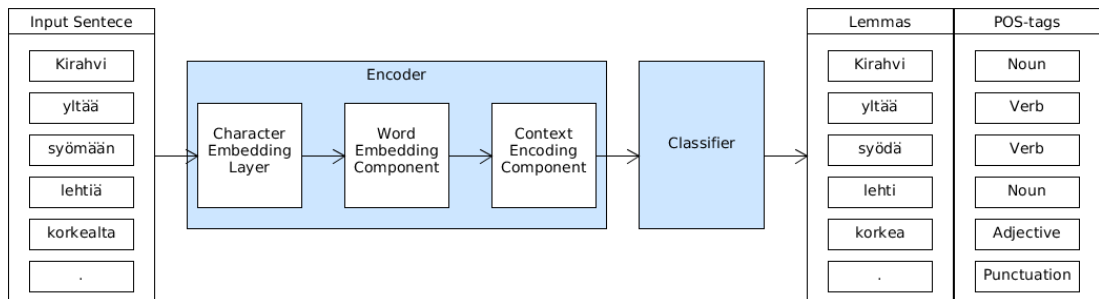 Input Sentece
Kirahvi
yltää
syömään
lehtiä
korkealta
.
Encoder
Character
Embedding
Layer
Word
Embedding
Component
Context
Encoding
Component
Classifier
Lemmas
Kirahvi
yltää
syödä
lehti
korkea
.
POS-tags
Noun
Verb
Verb
Noun
Adjective
Punctuation